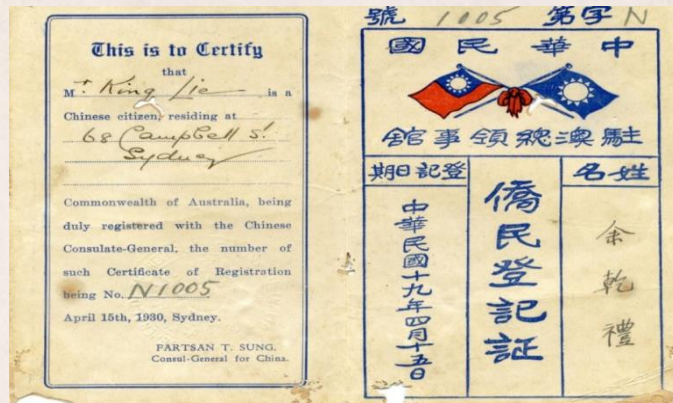 This is to Certify
that
Mr. King Lie is a
Chinese citizen, residing at
68 Campbell St
Sydney
Commonwealth of Australia, being
duly registered with the Chinese
Consulate-General, the number of
such Certificate of Registration
being No. N1005
April 15th, 1930, Sydney.
PARTSAN T. SUNG.
Consul-General for China.
N字第 1005 號
中華民國
駐澳總領事館
姓名
余乾禮
僑民登記証
登記日期
中華民國十九年四月十五日